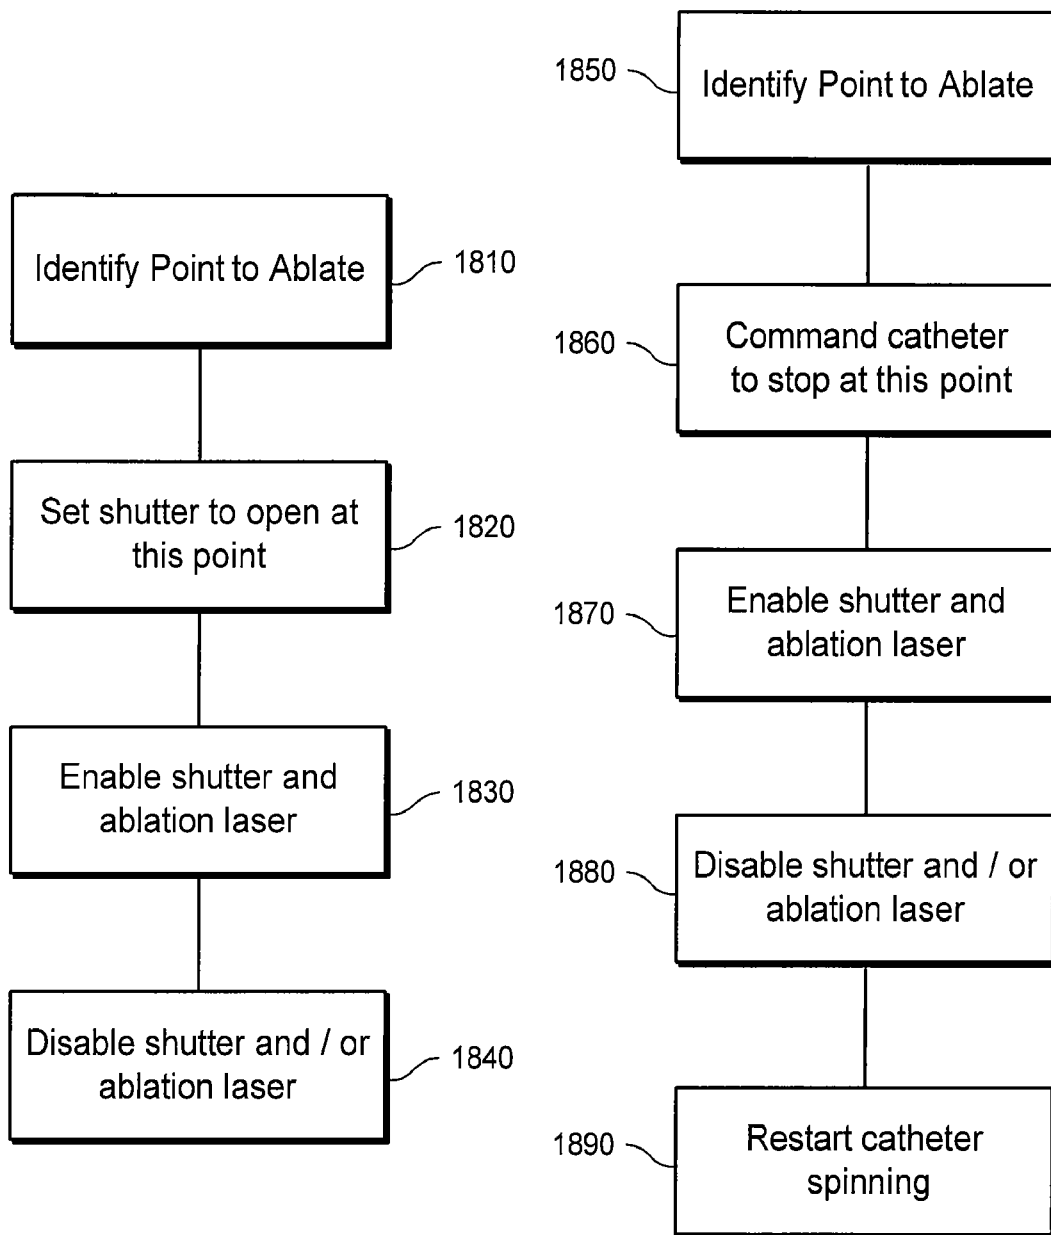 Identify Point to Ablate
1810
Set shutter to open at
this point
1820
Enable shutter and
ablation laser
1830
Disable shutter and / or
ablation laser
1840
1850
Identify Point to Ablate
1860
Command catheter
to stop at this point
1870
Enable shutter and
ablation laser
1880
Disable shutter and / or
ablation laser
1890
Restart catheter
spinning